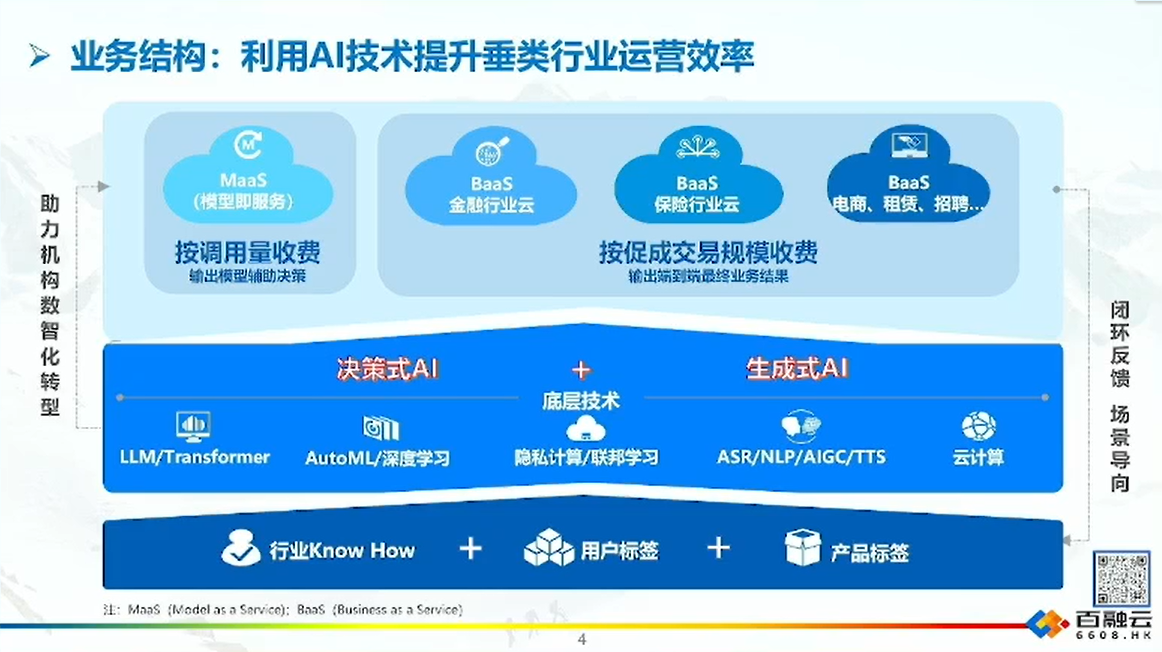 业务结构：利用AI技术提升垂类行业运营效率
助力机构数智化转型
M
MaaS
（模型即服务）
按调用量收费
输出模型辅助决策
BaaS
金融行业云
BaaS
保险行业云
BaaS
电商、租赁、招聘...
按促成交易规模收费
输出端到端最终业务结果
决策式AI
+
生成式AI
底层技术
LLM/Transformer
AutoML/深度学习
隐私计算/联邦学习
ASR/NLP/AIGC/TTS
云计算
行业Know How
+
用户标签
+
产品标签
闭环反馈 场景导向
注：MaaS（Model as a Service)；BaaS（Business as a Service）
4
百融云
6608.HK